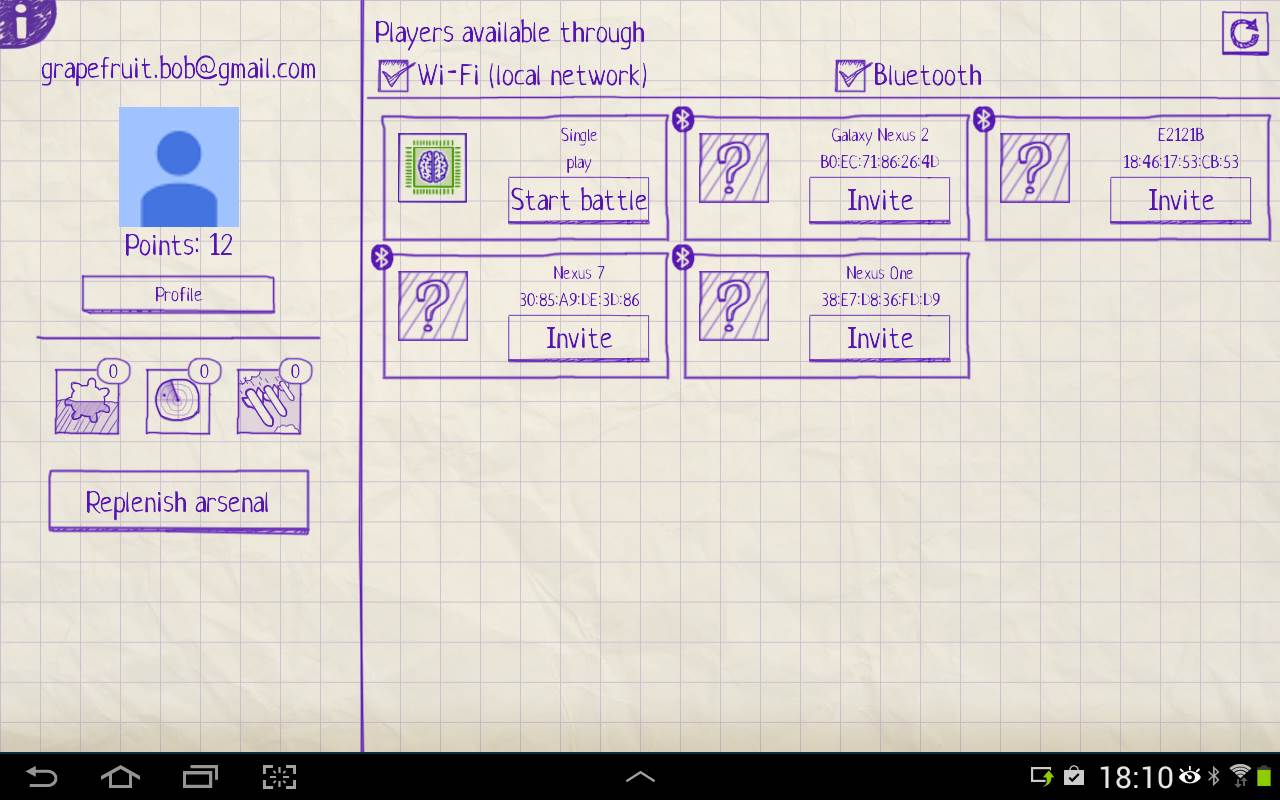 i
grapefruit.bob@gmail.com
Points: 12
Profile
0
0
0
Replenish arsenal
Players available through
Wi-Fi (local network)
Bluetooth
Single
play
Start battle
Galaxy Nexus 2
B0:EC:71:86:26:4D
Invite
E2121B
18:46:17:53:CB:53
Invite
Nexus 7
30:85:A9:DE:3D:86
Invite
Nexus One
38:E7:D8:36:FD:D9
Invite
18:10